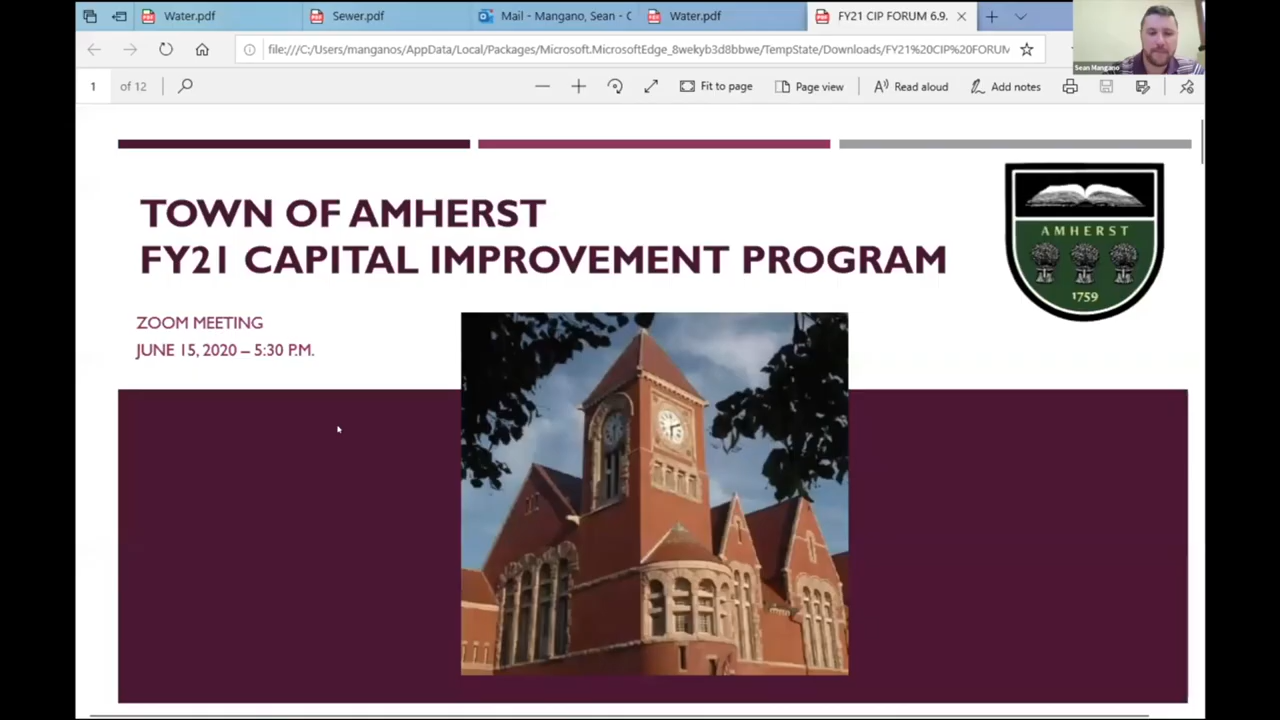 Water.pdf
Sewer.pdf
Mail - Mangano, Sean - C
Water.pdf
FY21 CIP FORUM 6.9.
file:///C:/Users/manganos/AppData/Local/Packages/Microsoft.MicrosoftEdge_8wekyb3d8bbwe/TempState/Downloads/FY21%20CIP%20FORUM
Sean Mangano
1 of 12
Fit to page
Page view
Read aloud
Add notes
TOWN OF AMHERST
FY21 CAPITAL IMPROVEMENT PROGRAM
AMHERST
1759
ZOOM MEETING
JUNE 15, 2020 – 5:30 P.M.